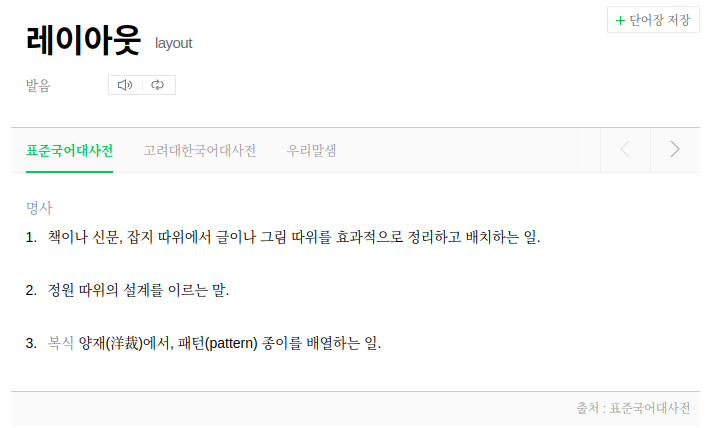 + 단어장 저장
레이아웃 layout
발음
표준국어대사전 고려대한국어대사전 우리말샘
명사
1. 책이나 신문, 잡지 따위에서 글이나 그림 따위를 효과적으로 정리하고 배치하는 일.
2. 정원 따위의 설계를 이르는 말.
3. 복식 양재(洋裁)에서, 패턴(pattern) 종이를 배열하는 일.
출처 : 표준국어대사전